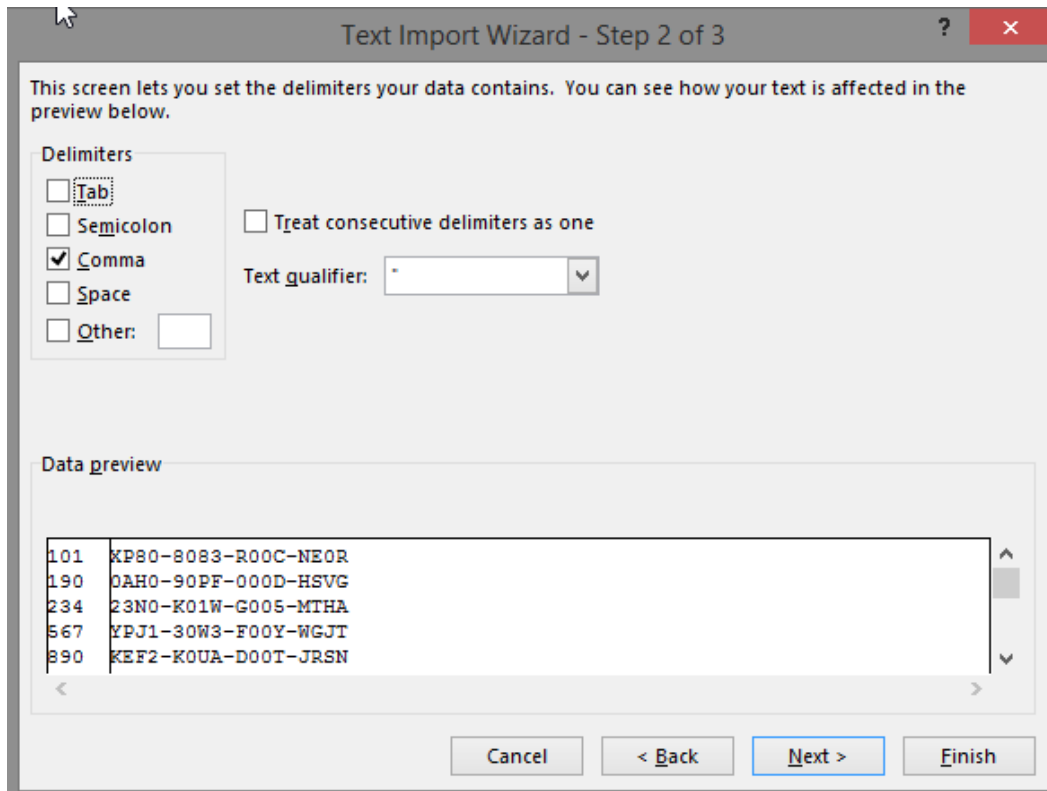 Text Import Wizard - Step 2 of 3
? ×
This screen lets you set the delimiters your data contains. You can see how your text is affected in the
preview below.
Delimiters
Tab
Semicolon
Comma
Space
Other:
Treat consecutive delimiters as one
Text qualifier: "
Data preview
101 XP80-8083-R00C-NE0R
190 0AH0-90PF-000D-HSVG
234 23N0-K01W-G005-MTHA
567 YPJ1-30W3-F00Y-WGJT
890 KEF2-K0UA-D00T-JRSN
Cancel < Back Next > Finish